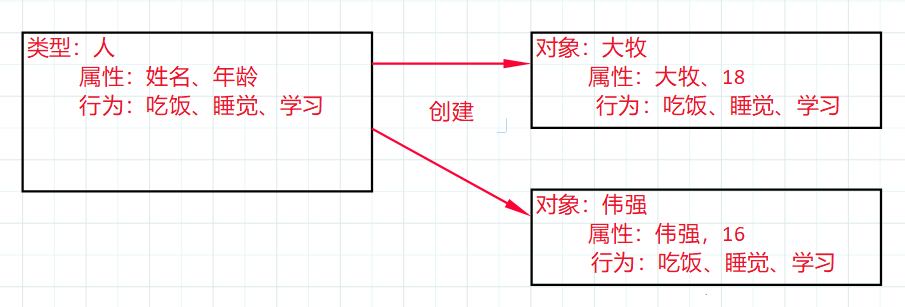 类型：人
属性：姓名、年龄
行为：吃饭、睡觉、学习
创建
对象：大牧
属性：大牧、18
行为：吃饭、睡觉、学习
对象：伟强
属性：伟强，16
行为：吃饭、睡觉、学习